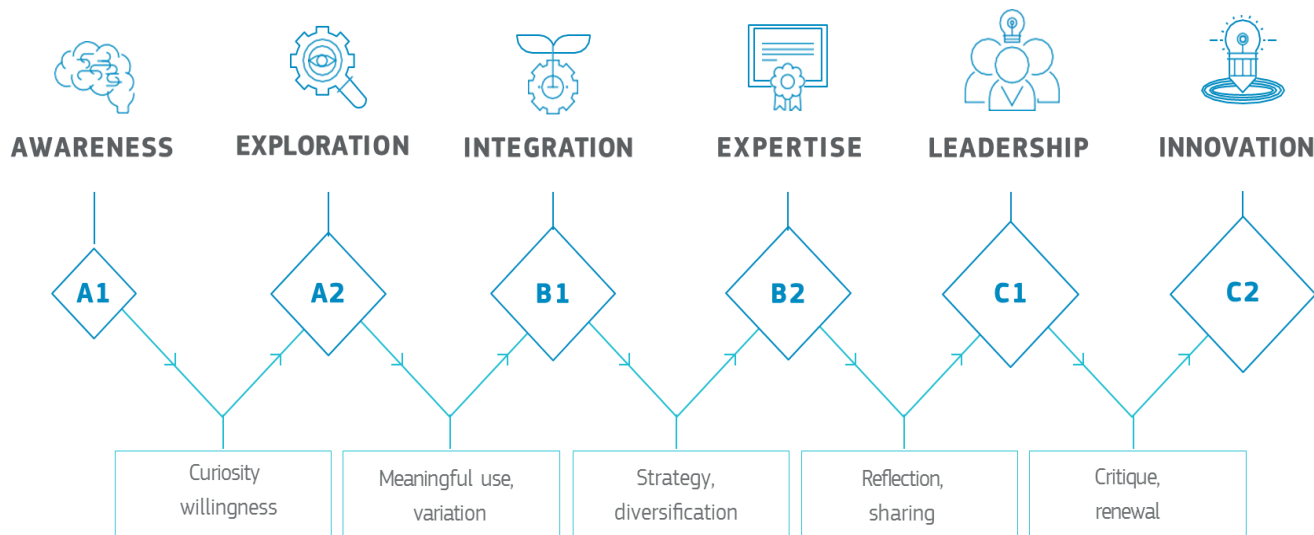 AWARENESS
EXPLORATION
INTEGRATION
EXPERTISE
LEADERSHIP
INNOVATION
A1
A2
B1
B2
C1
C2
Curiosity
willingness
Meaningful use,
variation
Strategy,
diversification
Reflection,
sharing
Critique,
renewal